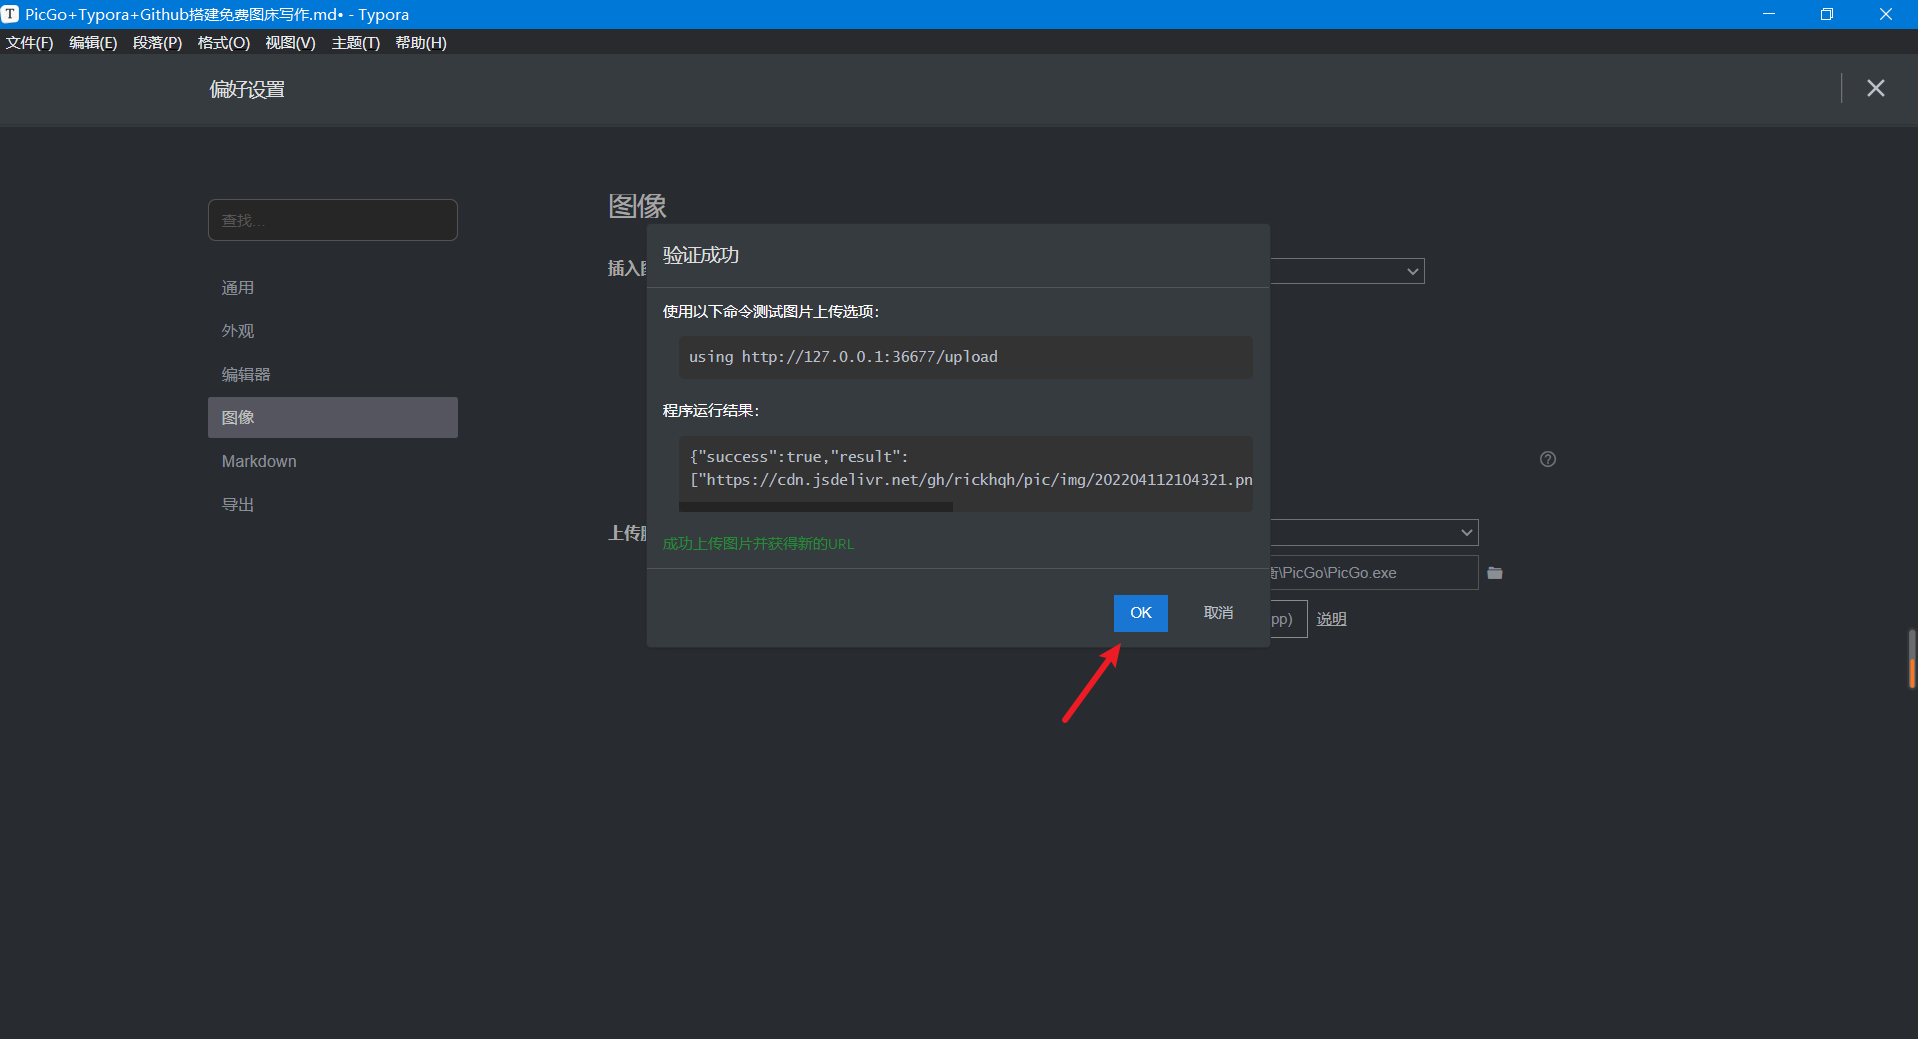 PicGo+Typora+Github搭建免费图床写作.md• - Typora
文件(F) 编辑(E) 段落(P) 格式(O) 视图(V) 主题(T) 帮助(H)
偏好设置
查找...
通用
外观
编辑器
图像
Markdown
导出
图像
插入
验证成功
使用以下命令测试图片上传选项:
using http://127.0.0.1:36677/upload
程序运行结果:
{"success":true,"result":
["https://cdn.jsdelivr.net/gh/rickhqh/pic/img/202204112104321.pn
成功上传图片并获得新的URL
上传
\PicGo\PicGo.exe
OK 取消
pp) 说明